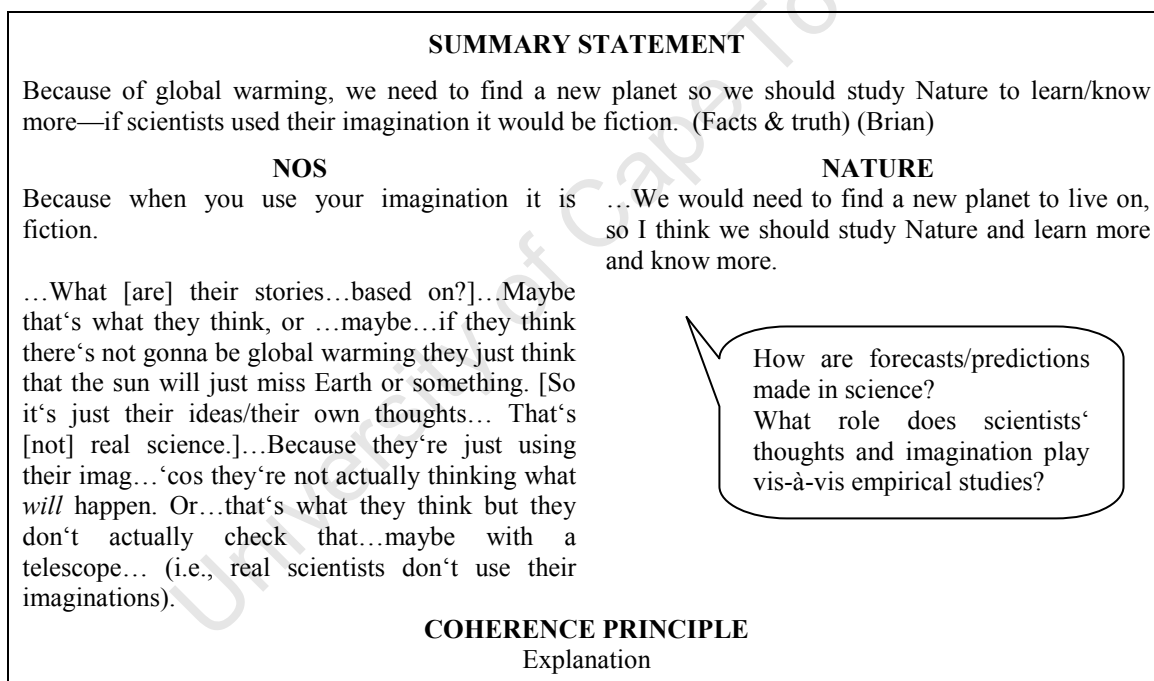 SUMMARY STATEMENT
Because of global warming, we need to find a new planet so we should study Nature to learn/know
more—if scientists used their imagination it would be fiction. (Facts & truth) (Brian)
NOS
Because when you use your imagination it is
fiction.
…What [are] their stories…based on?]…Maybe
that‘s what they think, or …maybe…if they think
there‘s not gonna be global warming they just think
that the sun will just miss Earth or something. [So
it‘s just their ideas/their own thoughts… That‘s
[not] real science.]…Because they‘re just using
their imag…‘cos they‘re not actually thinking what
will happen. Or…that‘s what they think but they
don‘t actually check that…maybe with a
telescope… (i.e., real scientists don‘t use their
imaginations).
NATURE
…We would need to find a new planet to live on,
so I think we should study Nature and learn more
and know more.
How are forecasts/predictions
made in science?
What role does scientists‘
thoughts and imagination play
vis-à-vis empirical studies?
COHERENCE PRINCIPLE
Explanation
University of Cape To